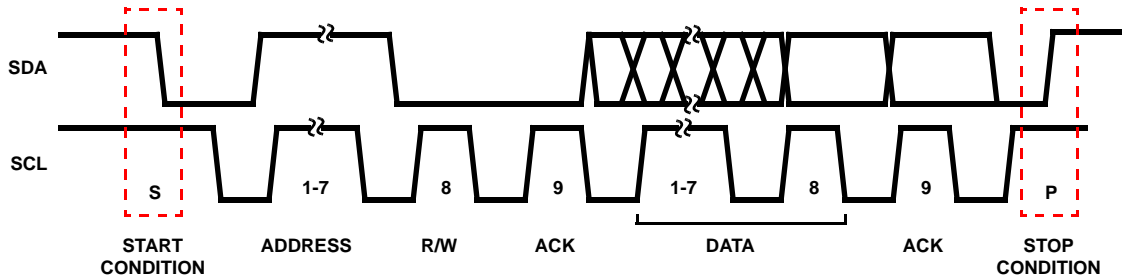 SDA
SCL
S
1-7
8
9
1-7
8
9
P
START
CONDITION
ADDRESS
R/W
ACK
DATA
ACK
STOP
CONDITION